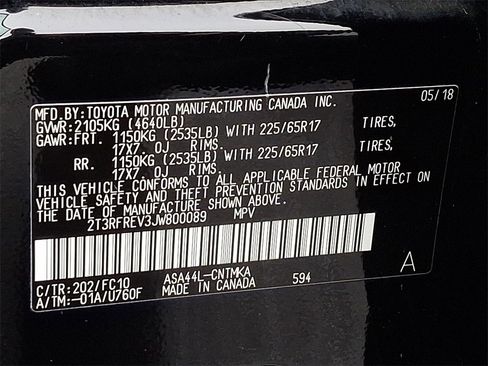 MFD.BY:TOYOTA MOTOR MANUFACTURING CANADA INC. 05/18
GVWR:2105KG (4640LB)
GAWR:FRT. 1150KG (2535LB) WITH 225/65R17 TIRES,
17X7. 0J RIMS.
RR. 1150KG (2535LB) WITH 225/65R17 TIRES,
17X7. 0J RIMS.
THIS VEHICLE CONFORMS TO ALL APPLICABLE FEDERAL MOTOR
VEHICLE SAFETY AND THEFT PREVENTION STANDARDS IN EFFECT ON
THE DATE OF MANUFACTURE SHOWN ABOVE.
2T3RFREV3JW800089 MPV
C/TR:202/FC10 ASA44L-CNTMKA 594 A
A/TM:-01A/U760F MADE IN CANADA